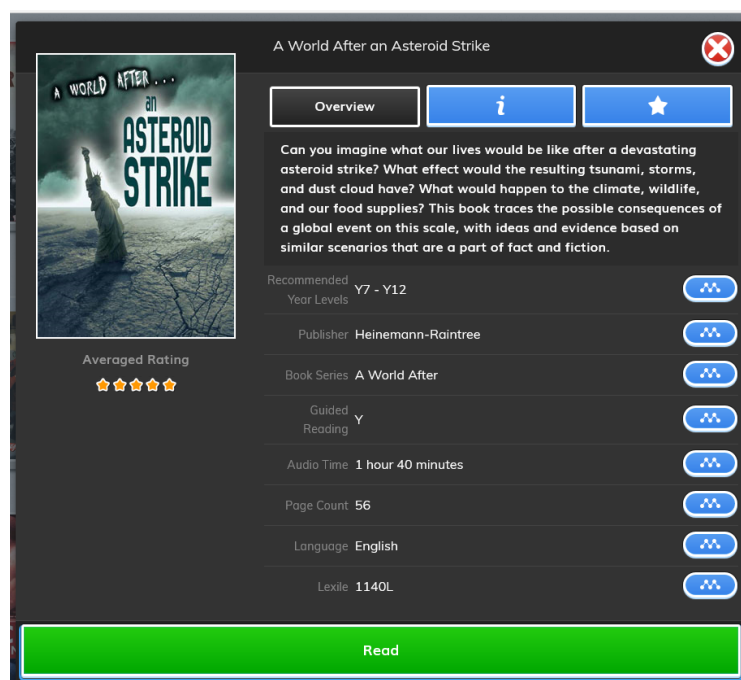 A World After an Asteroid Strike
A WORLD AFTER . . .
an
ASTEROID
STRIKE
Averaged Rating
Overview
i
Can you imagine what our lives would be like after a devastating
asteroid strike? What effect would the resulting tsunami, storms,
and dust cloud have? What would happen to the climate, wildlife,
and our food supplies? This book traces the possible consequences of
a global event on this scale, with ideas and evidence based on
similar scenarios that are a part of fact and fiction.
Recommended
Year Levels Y7 - Y12
Publisher Heinemann-Raintree
Book Series A World After
Guided
Reading Y
Audio Time 1 hour 40 minutes
Page Count 56
Language English
Lexile 1140L
Read